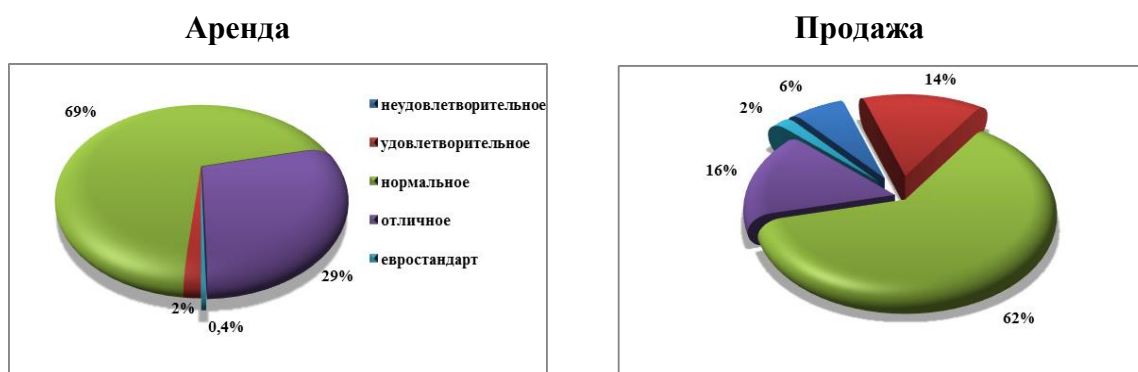 Аренда
69%
неудовлетворительное
удовлетворительное
нормальное
отличное
евростандарт
29%
2%
0,4%
Продажа
6%
14%
2%
16%
62%